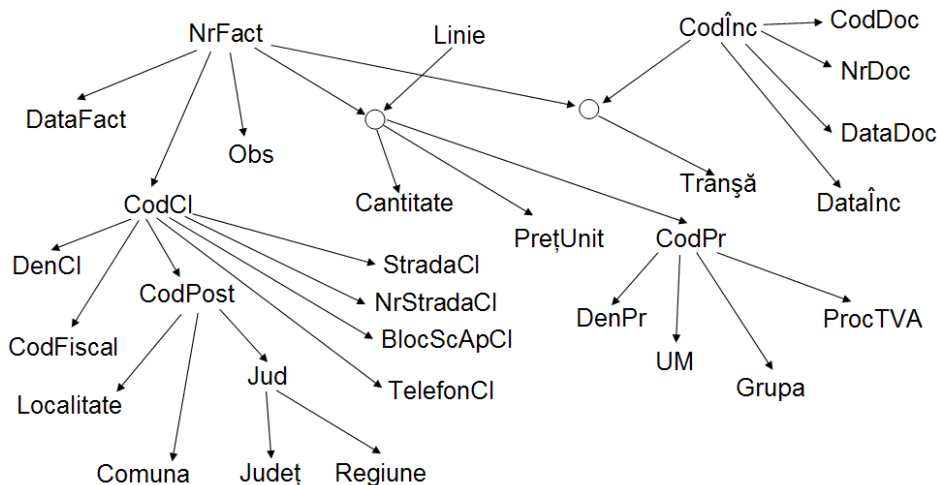 NrFact
Linie
CodÎnc
CodDoc
NrDoc
DataFact
DataDoc
Obs
Tranşă
DataÎnc
CodCl
Cantitate
PrețUnit
CodPr
DenCl
StradaCl
CodPost
NrStradaCl
DenPr
ProcTVA
CodFiscal
BlocScApCl
UM
Jud
TelefonCl
Grupa
Localitate
Comuna
Județ
Regiune